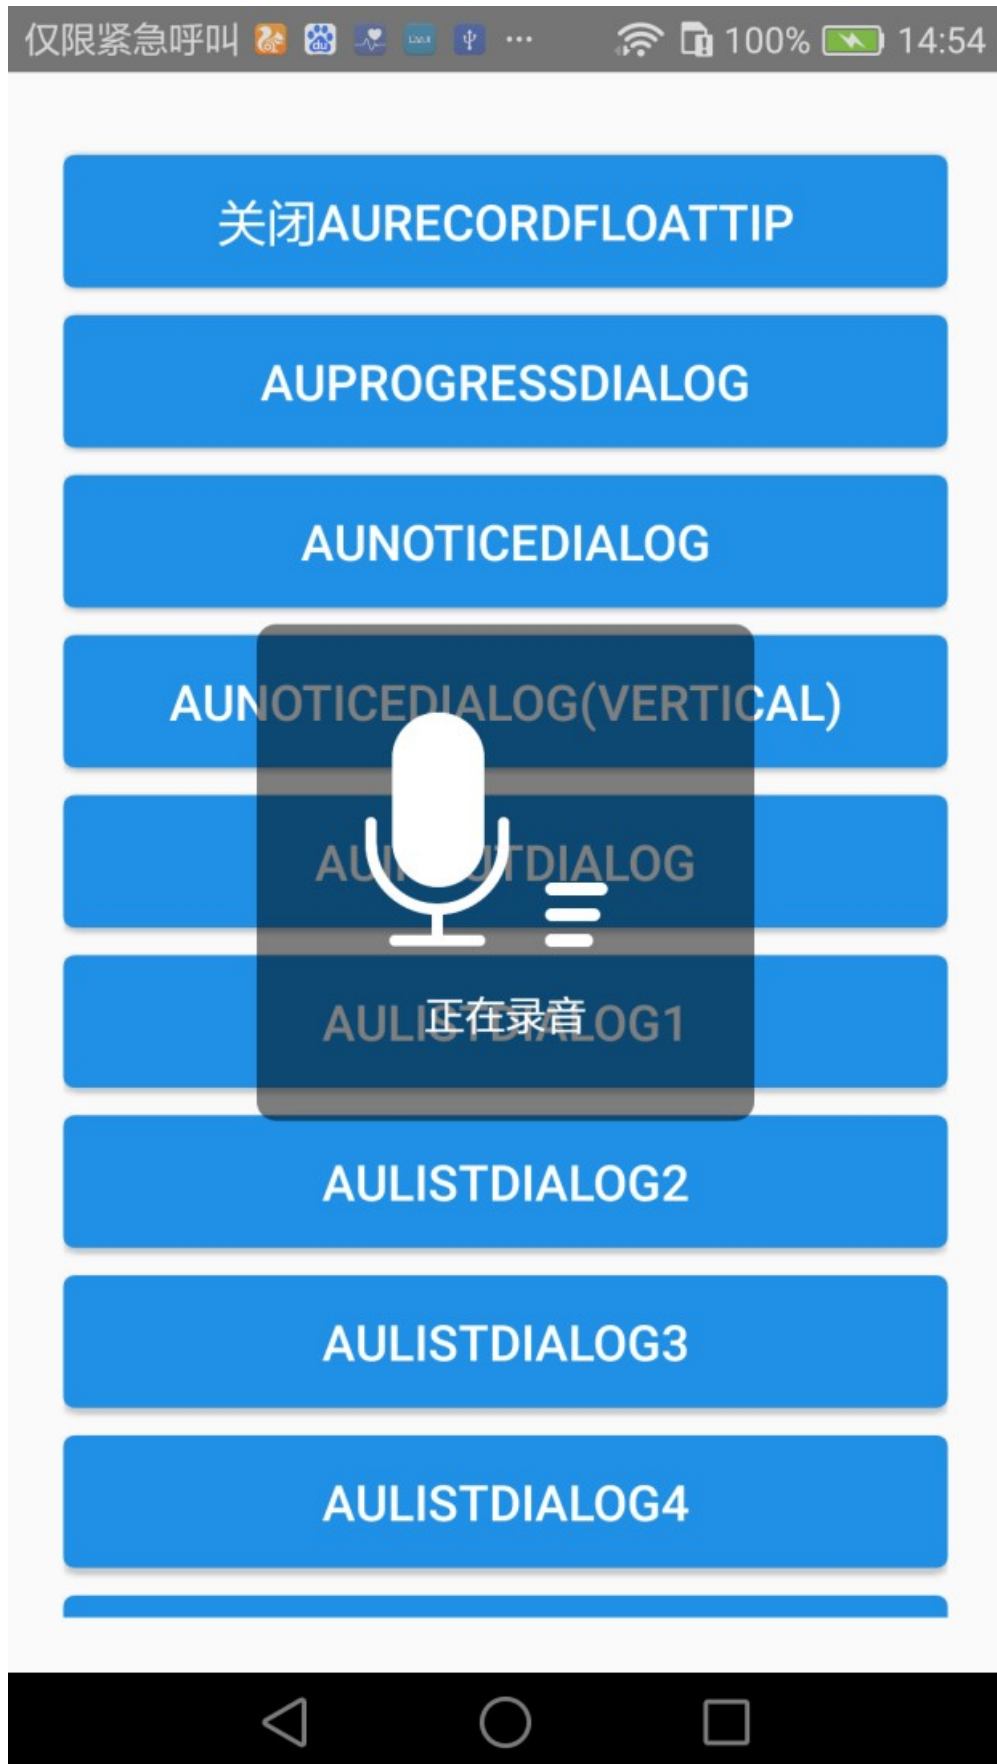 仅限紧急呼叫 ··· 100% 14:54
关闭AURECORDFLOATTIP
AUPROGRESSDIALOG
AUNOTICEDIALOG
AUNOTICEDIALOG(VERTICAL)
正在录音
AULISTDIALOG1
AULISTDIALOG2
AULISTDIALOG3
AULISTDIALOG4